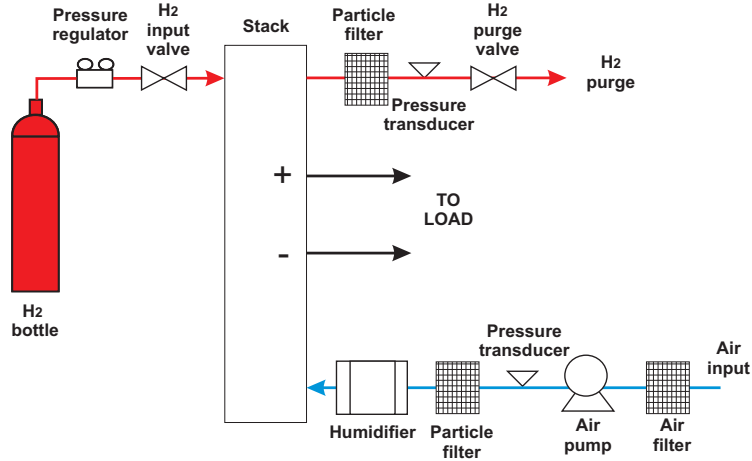 Pressure
regulator
H2
input
valve
Stack
Particle
filter
H2
purge
valve
H2
purge
Pressure
transducer
+
TO
LOAD
-
H2
bottle
Pressure
transducer
Air
input
Humidifier
Particle
filter
Air
pump
Air
filter